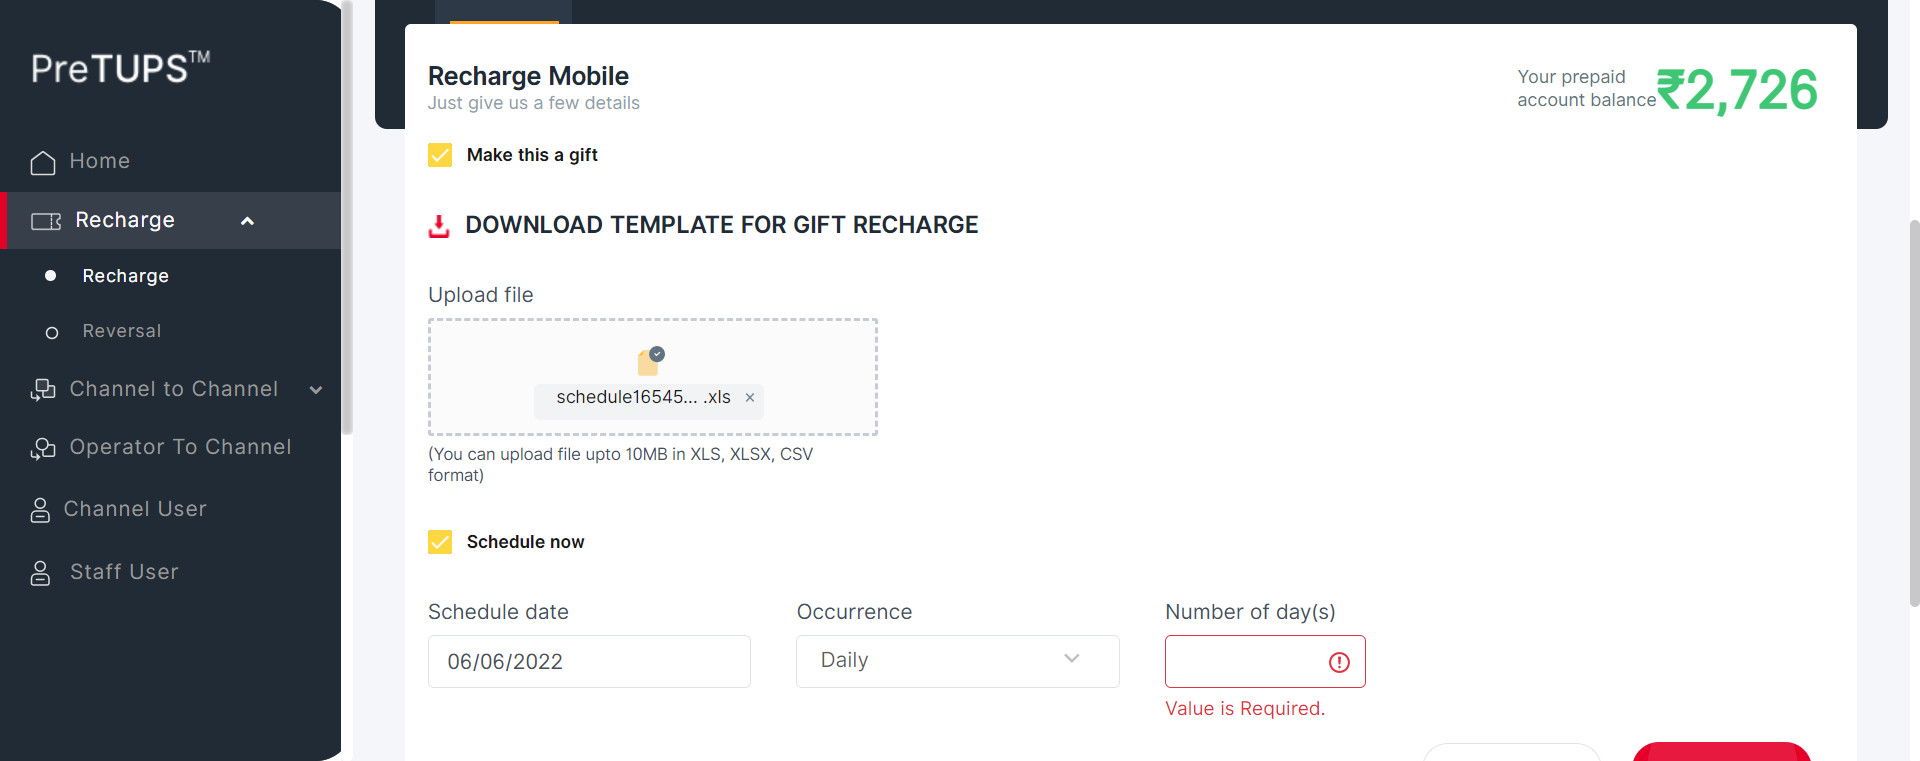 PreTUPS™
Home
Recharge
Recharge
Reversal
Channel to Channel
Operator To Channel
Channel User
Staff User
Recharge Mobile
Just give us a few details
Your prepaid
account balance
₹2,726
Make this a gift
DOWNLOAD TEMPLATE FOR GIFT RECHARGE
Upload file
schedule16545... .xls ×
(You can upload file upto 10MB in XLS, XLSX, CSV
format)
Schedule now
Schedule date
06/06/2022
Occurrence
Daily
Number of day(s)
Value is Required.